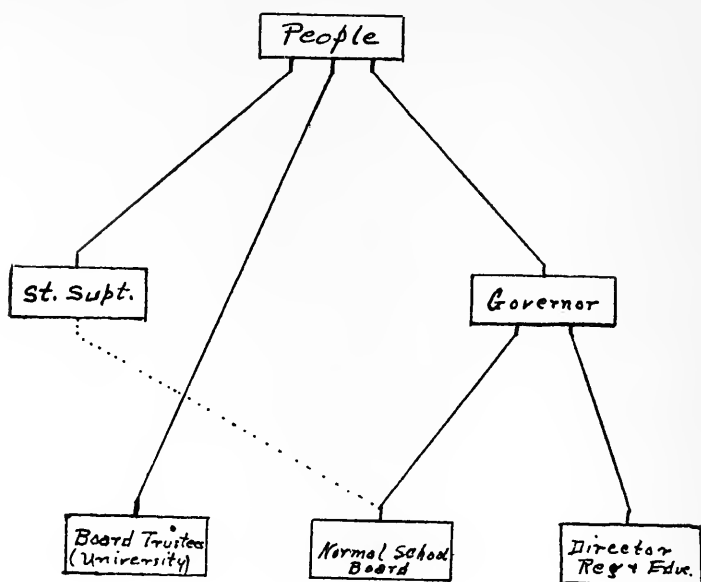 People
St. Supt.
Governor
Board Trustees
(University)
Normal School
Board
Director
Reg & Educ.